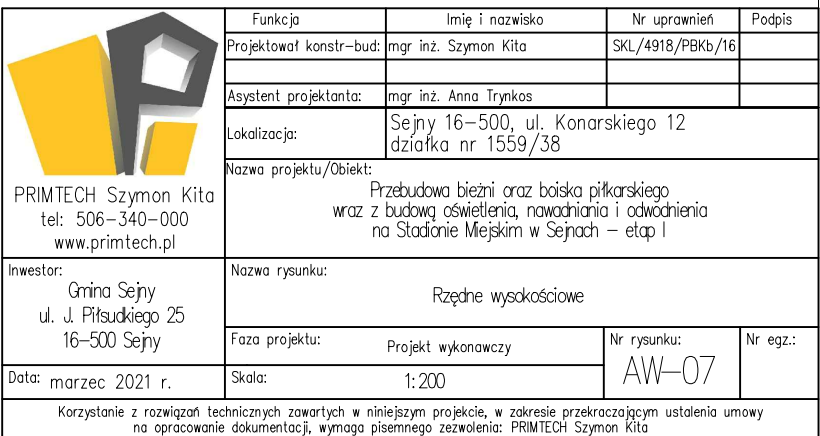 Funkcja Imię i nazwisko Nr uprawnień Podpis
Projektował konstr-bud: mgr inż. Szymon Kita SKL/4918/PBKb/16
Asystent projektanta: mgr inż. Anna Trynkos
Lokalizacja: Sejny 16-500, ul. Konarskiego 12
działka nr 1559/38
PRIMTECH Szymon Kita
tel: 506-340-000
www.primtech.pl
Nazwa projektu/Obiekt:
Przebudowa bieżni oraz boiska piłkarskiego
wraz z budową oświetlenia, nawadniania i odwodnienia
na Stadionie Miejskim w Sejnach – etap I
Inwestor:
Gmina Sejny
ul. J. Piłsudkiego 25
16-500 Sejny
Nazwa rysunku:
Rzędne wysokościowe
Faza projektu: Projekt wykonawczy
Nr rysunku:
AW-07
Nr egz.:
Data: marzec 2021 r.
Skala: 1:200
Korzystanie z rozwiązań technicznych zawartych w niniejszym projekcie, w zakresie przekraczającym ustalenia umowy
na opracowanie dokumentacji, wymaga pisemnego zezwolenia: PRIMTECH Szymon Kita